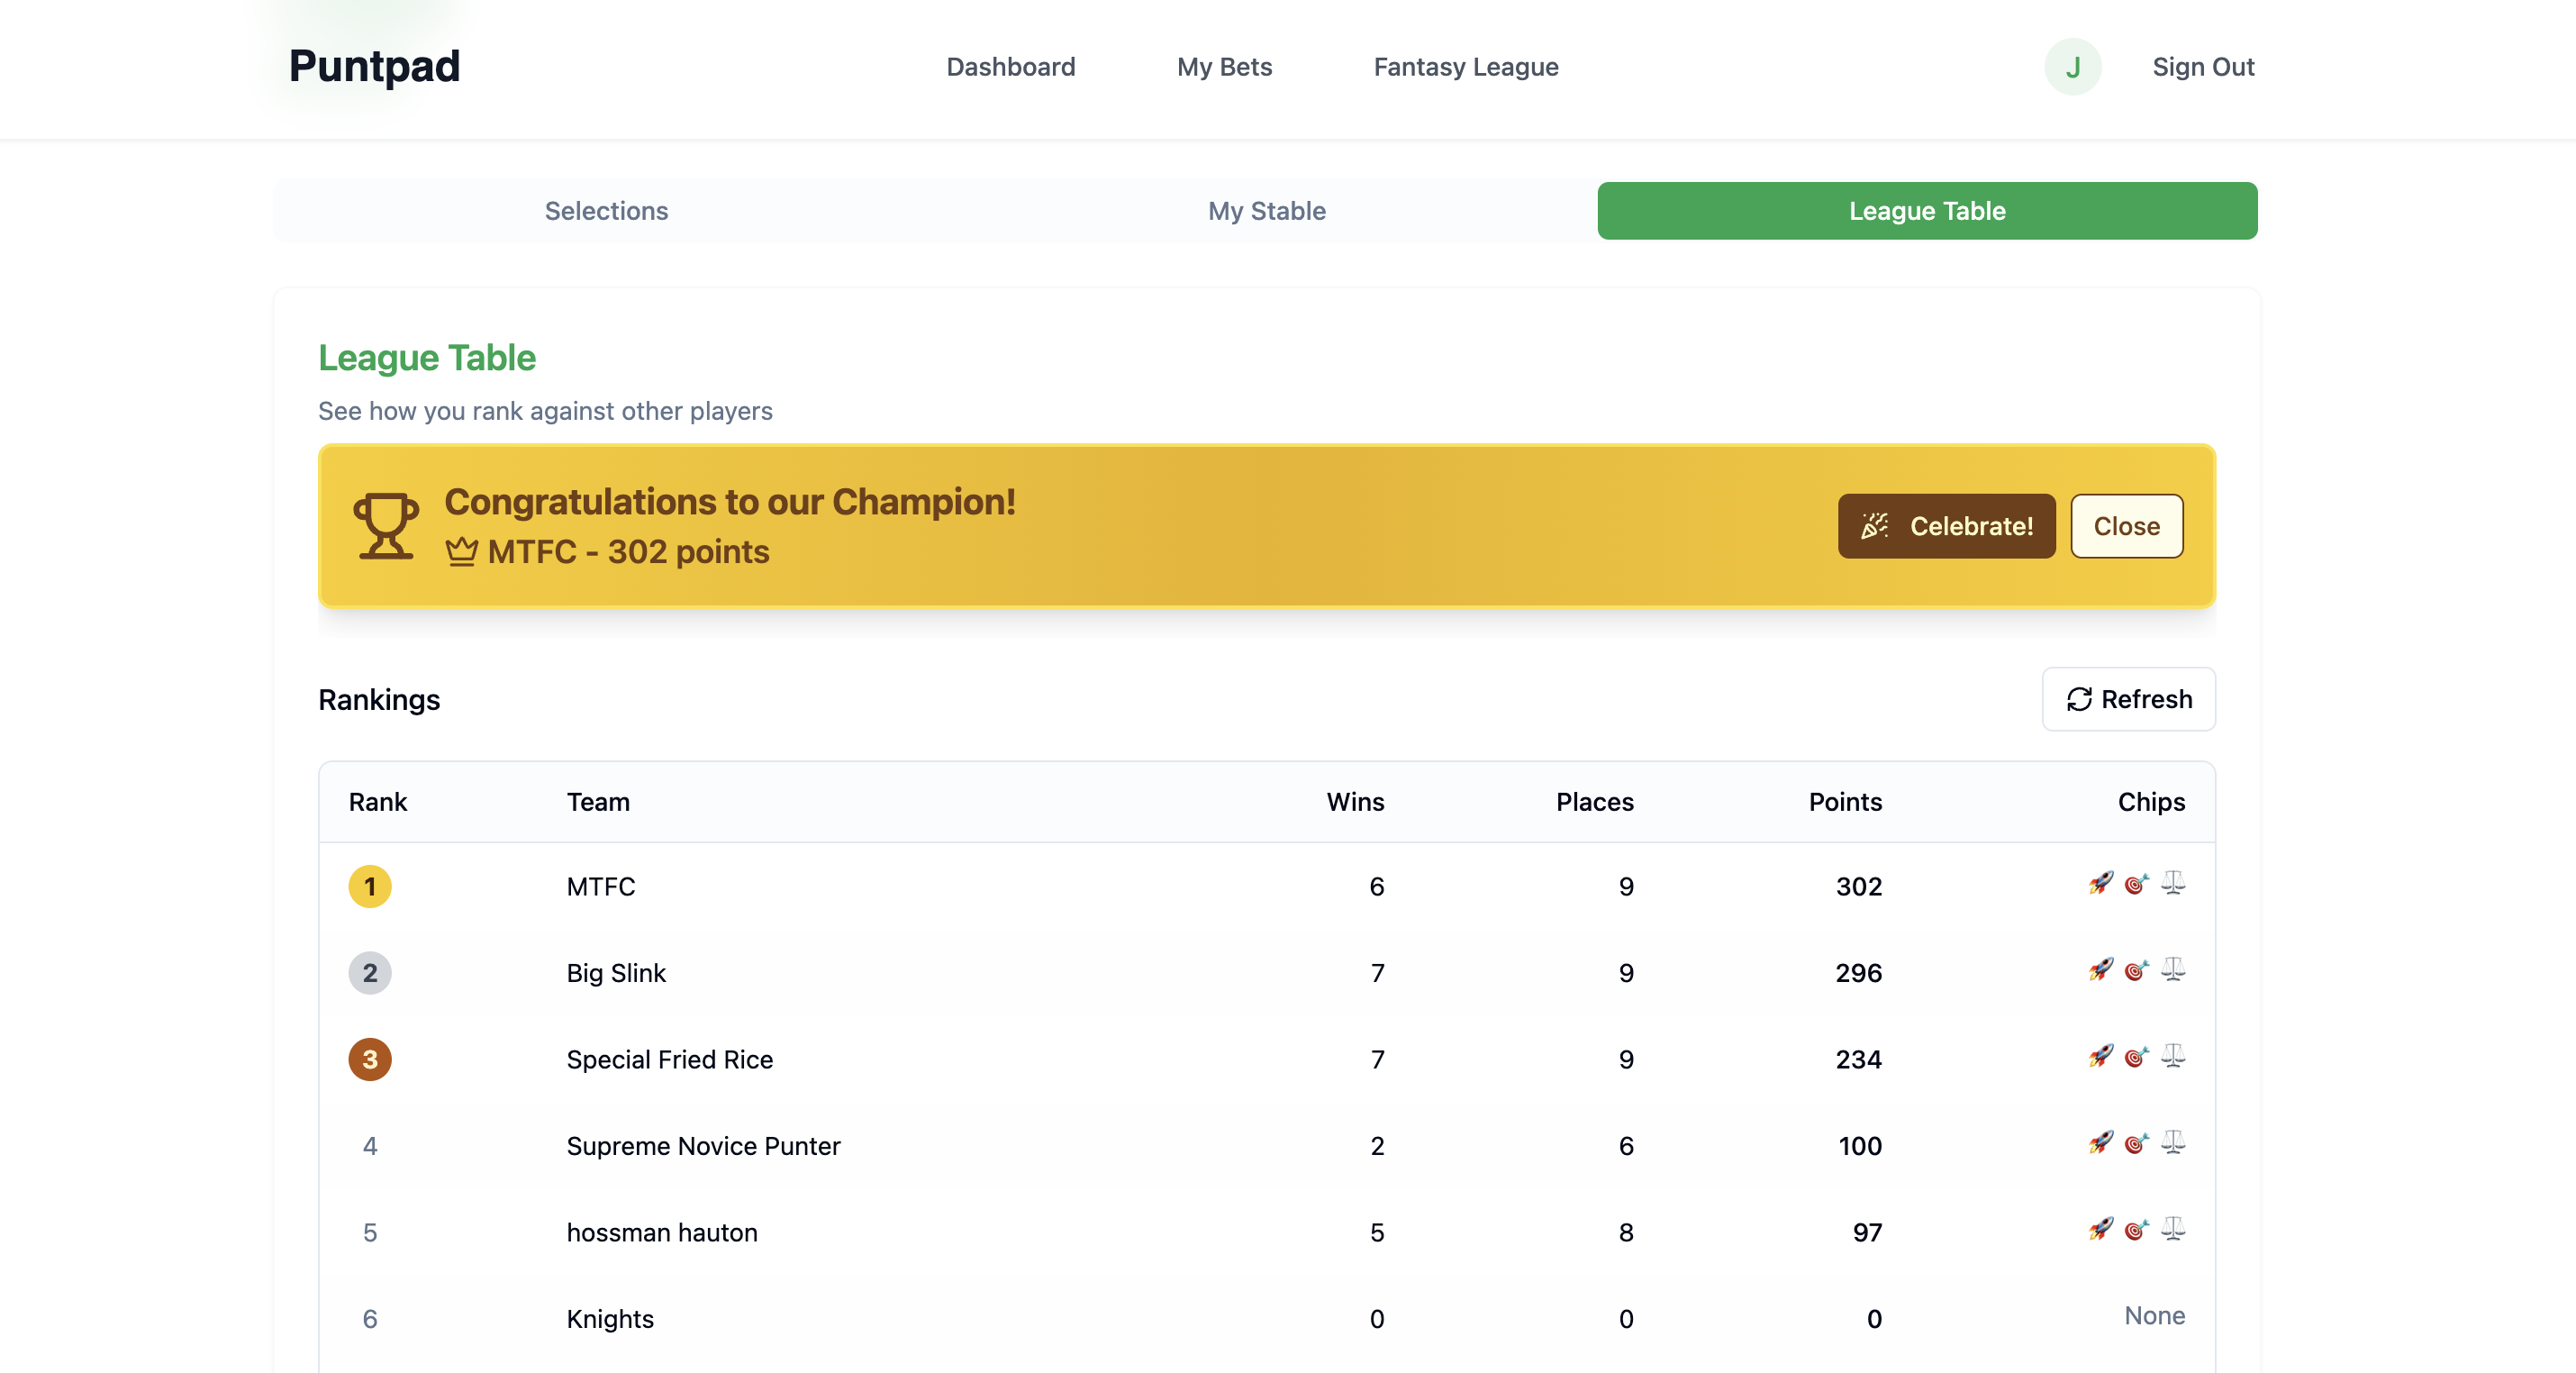 Puntpad Dashboard My Bets Fantasy League J Sign Out
Selections My Stable League Table
League Table
See how you rank against other players
Congratulations to our Champion!
MTFC - 302 points
Celebrate! Close
Rankings Refresh
Rank Team Wins Places Points Chips
1 MTFC 6 9 302
2 Big Slink 7 9 296
3 Special Fried Rice 7 9 234
4 Supreme Novice Punter 2 6 100
5 hossman hauton 5 8 97
6 Knights 0 0 0 None